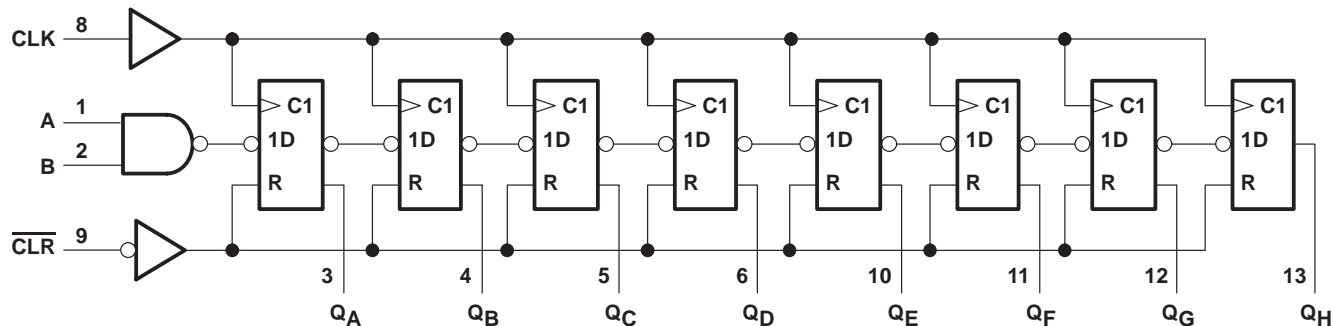 CLK 8
C1 C1 C1 C1 C1 C1 C1 C1
A 1
1D 1D 1D 1D 1D 1D 1D 1D
B 2
R R R R R R R R
CLR 9
3 4 5 6 10 11 12 13
QA QB QC QD QE QF QG QH